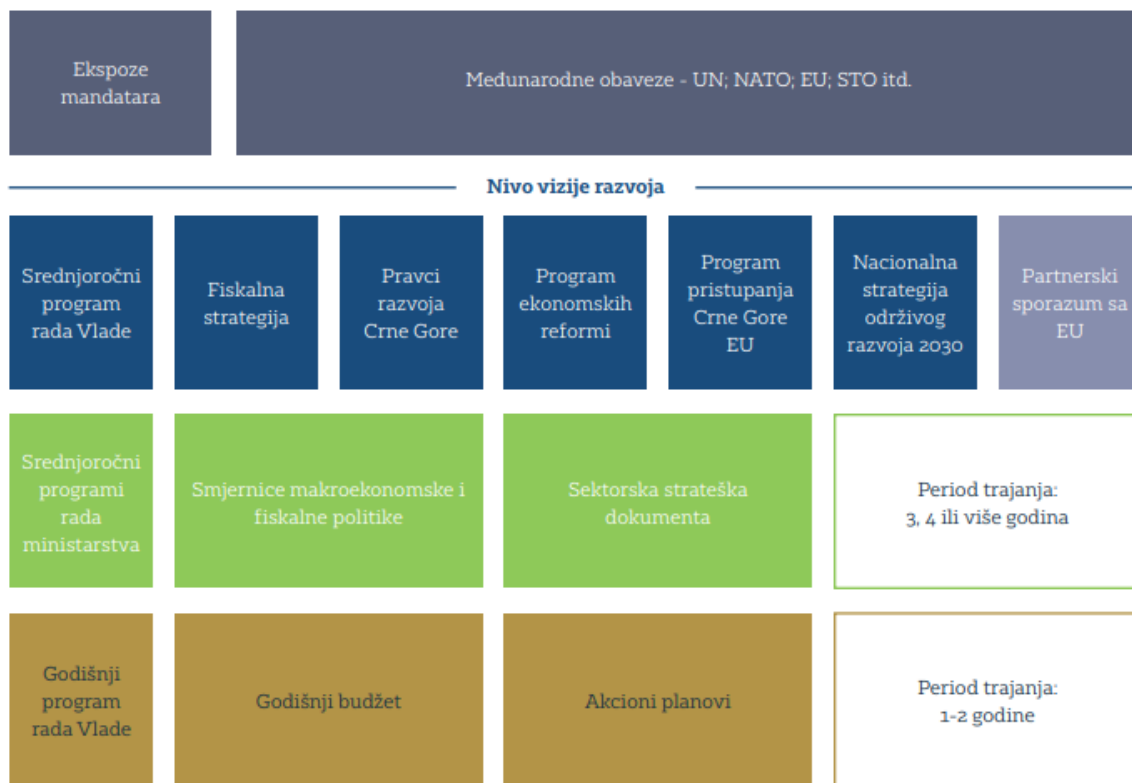 Ekspoze
mandatara
Međunarodne obaveze - UN; NATO; EU; STO itd.
Nivo vizije razvoja
Srednjoročni
program
rada Vlade
Fiskalna
strategija
Pravci
razvoja
Crne Gore
Program
ekonomskih
reformi
Program
pristupanja
Crne Gore
EU
Nacionalna
strategija
održivog
razvoja 2030
Partnerski
sporazum sa
EU
Srednjoročni
programi
rada
ministarstva
Smjernice makroekonomske i
fiskalne politike
Sektorska strateška
dokumenta
Period trajanja:
3, 4 ili više godina
Godišnji
program
rada Vlade
Godišnji budžet
Akcioni planovi
Period trajanja:
1-2 godine